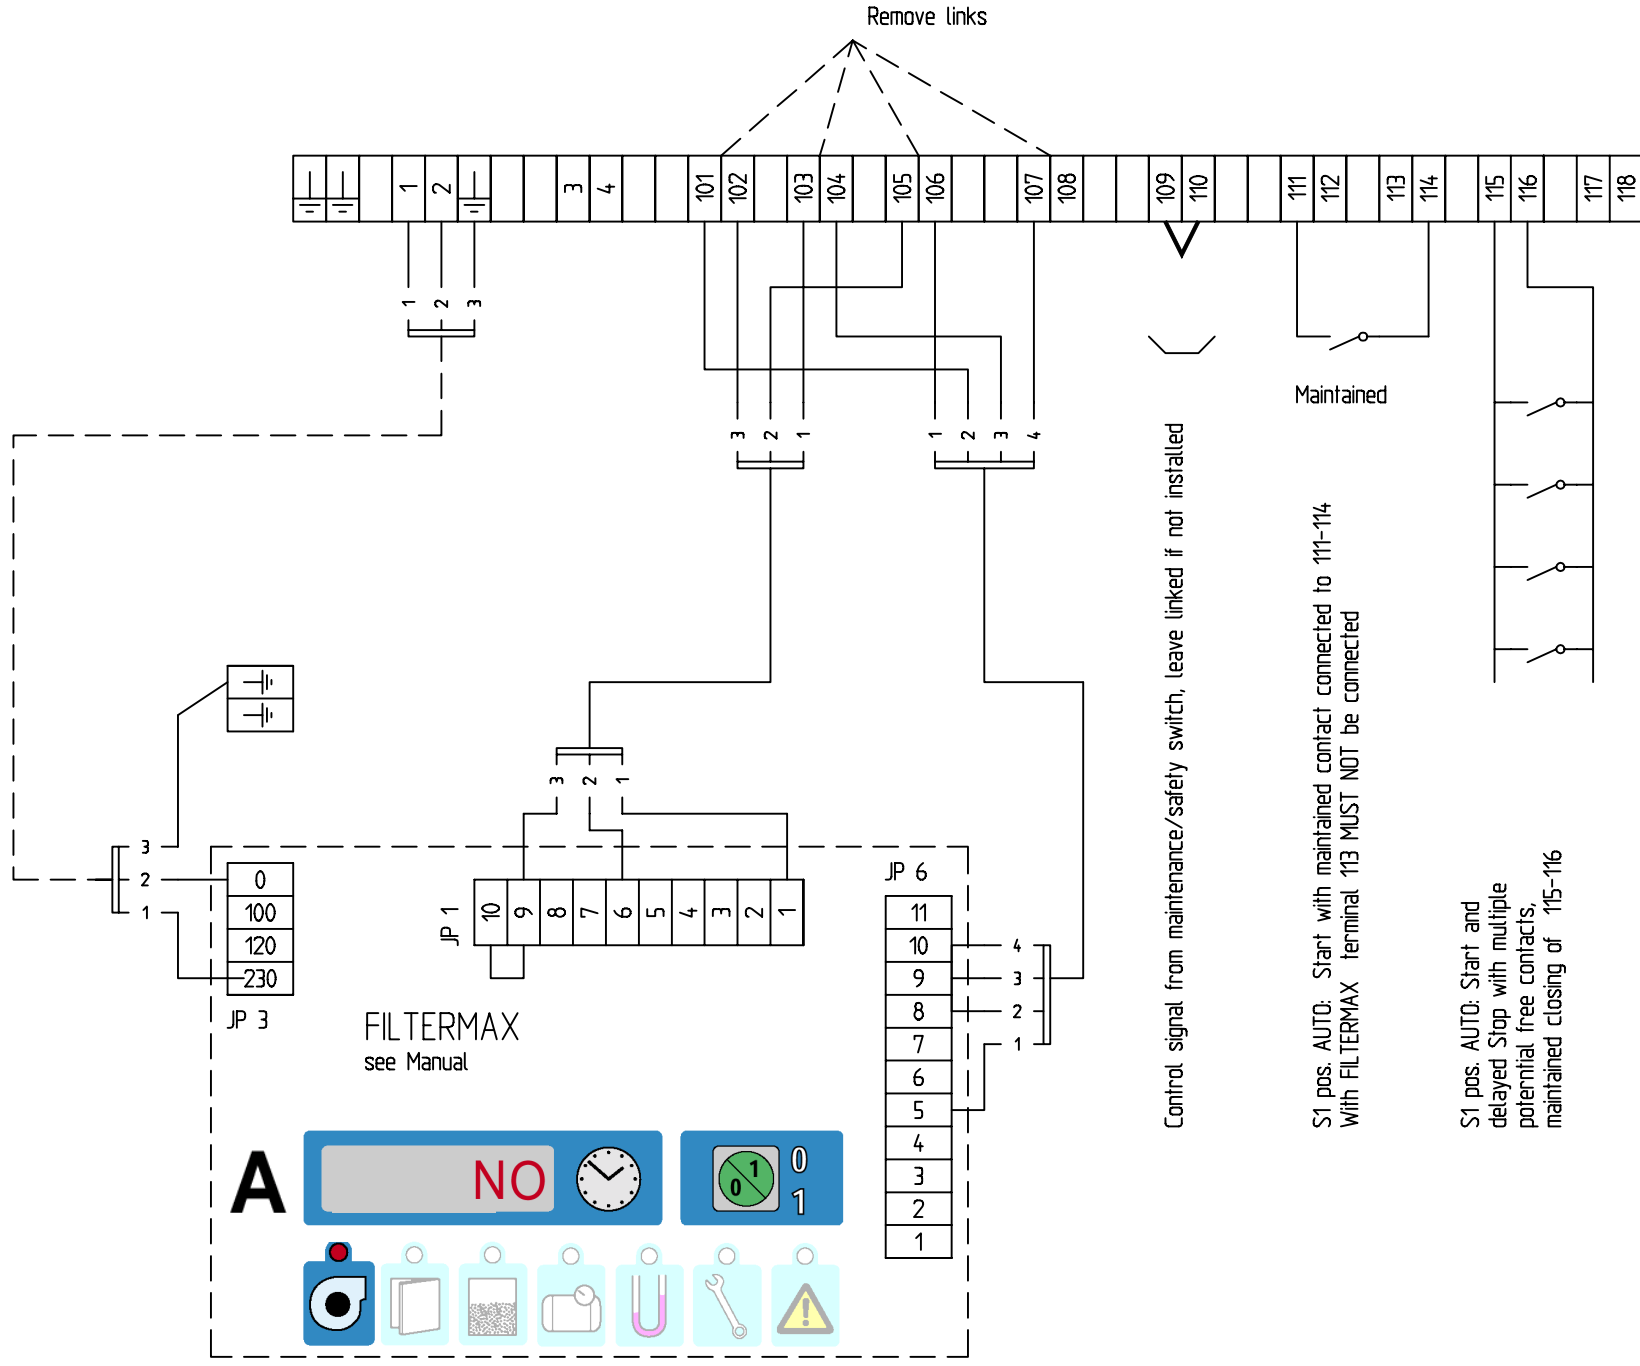 Remove links
1 2 3 4 101 102 103 104 105 106 107 108 109 110 111 112 113 114 115 116 117 118
1 2 3
Maintained
3 2 1
1 2 3 4
Control signal from maintenance/safety switch, leave linked if not installed
S1 pos. AUTO: Start with maintained contact connected to 111-114
With FILTERMAX terminal 113 MUST NOT be connected
S1 pos. AUTO: Start and
delayed Stop with multiple
poterntial free contacts,
maintained closing of 115-116
3 2 1
3
2
1
0
100
120
230
JP 3
JP 1
10 9 8 7 6 5 4 3 2 1
JP 6
11
10
9
8
7
6
5
4
3
2
1
4
3
2
1
FILTERMAX
see Manual
A
NO
1
0
0
1
!